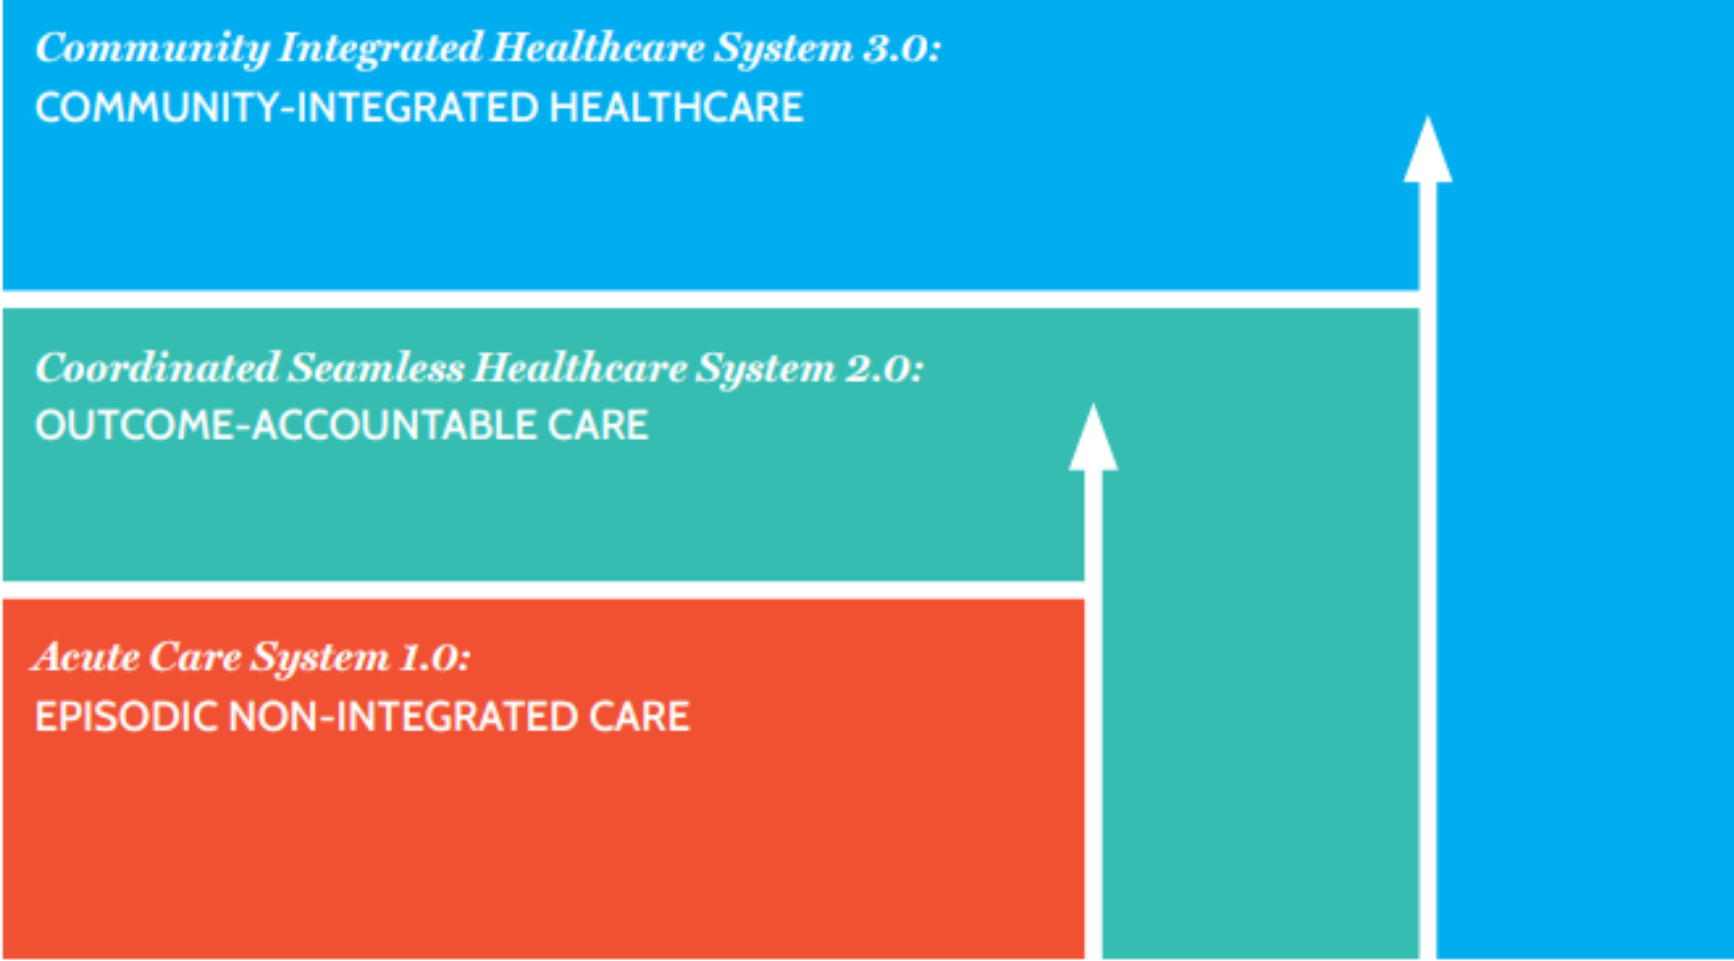 Community Integrated Healthcare System 3.0:
COMMUNITY-INTEGRATED HEALTHCARE
Coordinated Seamless Healthcare System 2.0:
OUTCOME-ACCOUNTABLE CARE
Acute Care System 1.0:
EPISODIC NON-INTEGRATED CARE